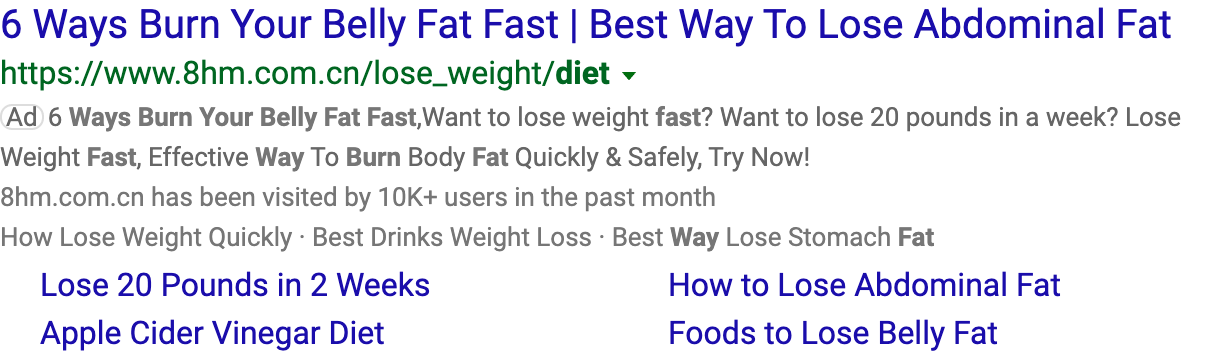 6 Ways Burn Your Belly Fat Fast | Best Way To Lose Abdominal Fat
https://www.8hm.com.cn/lose_weight/diet
Ad 6 Ways Burn Your Belly Fat Fast,Want to lose weight fast? Want to lose 20 pounds in a week? Lose
Weight Fast, Effective Way To Burn Body Fat Quickly & Safely, Try Now!
8hm.com.cn has been visited by 10K+ users in the past month
How Lose Weight Quickly · Best Drinks Weight Loss · Best Way Lose Stomach Fat
Lose 20 Pounds in 2 Weeks
How to Lose Abdominal Fat
Apple Cider Vinegar Diet
Foods to Lose Belly Fat